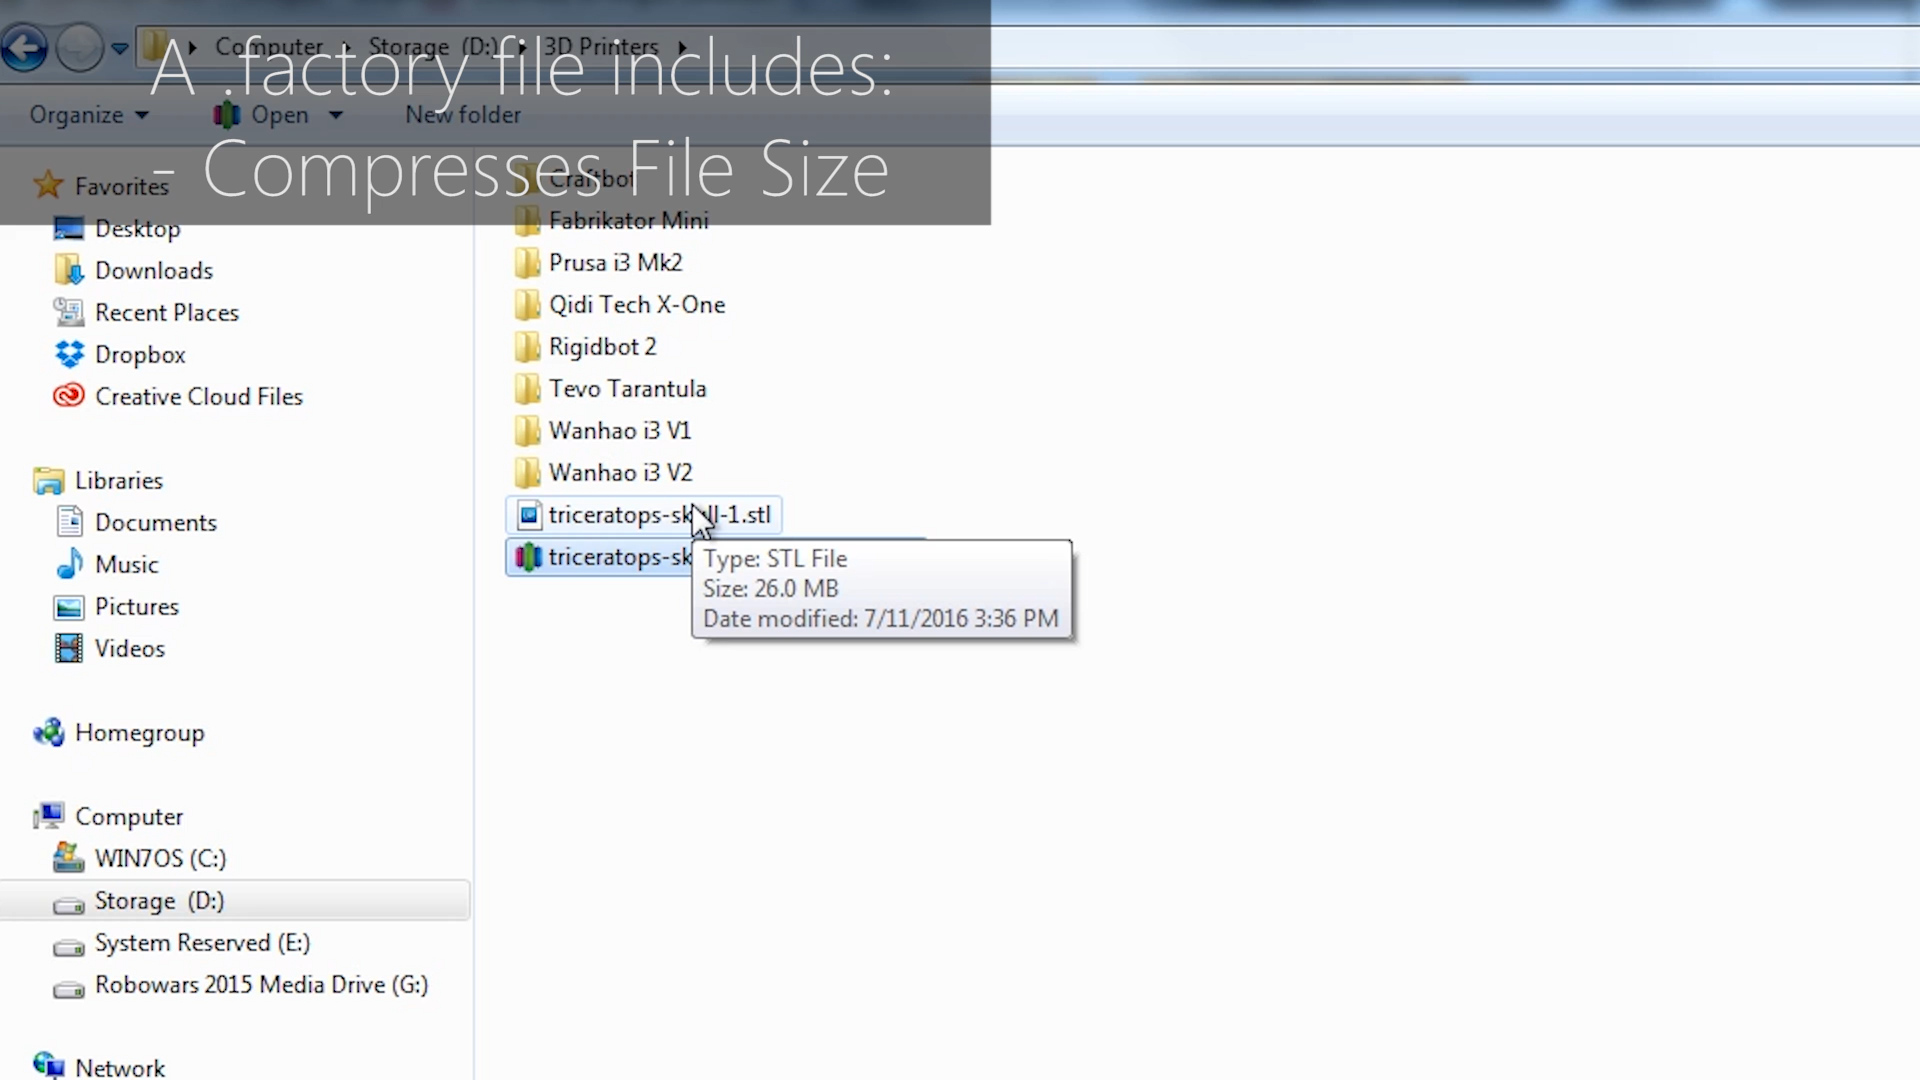 Computer Storage (D:) 3D Printers
A .factory file includes:
Organize Open New folder
- Compresses File Size
Favorites
Desktop
Downloads
Recent Places
Dropbox
Creative Cloud Files
Libraries
Documents
Music
Pictures
Videos
Homegroup
Computer
WIN7OS (C:)
Storage (D:)
System Reserved (E:)
Robowars 2015 Media Drive (G:)
Network
Craftbot
Fabrikator Mini
Prusa i3 Mk2
Qidi Tech X-One
Rigidbot 2
Tevo Tarantula
Wanhao i3 V1
Wanhao i3 V2
triceratops-skull-1.stl
triceratops-sk
Type: STL File
Size: 26.0 MB
Date modified: 7/11/2016 3:36 PM